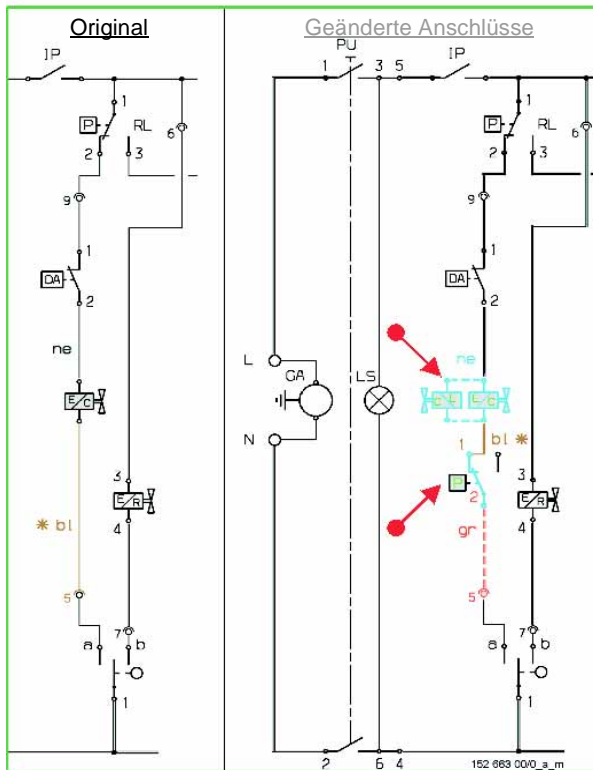 Original
Geänderte Anschlüsse
IP
1
P
RL
2
3
6
9
1
DA
2
ne
E/C
* bl
3
E/R
4
5
a
7
b
1
PU
1
3
5
IP
1
P
RL
2
3
6
9
1
DA
2
L
GA
LS
ne
N
1
bl *
P
2
3
E/R
4
gr
5
a
7
b
1
2
6
4
152 663 00/0_a_m